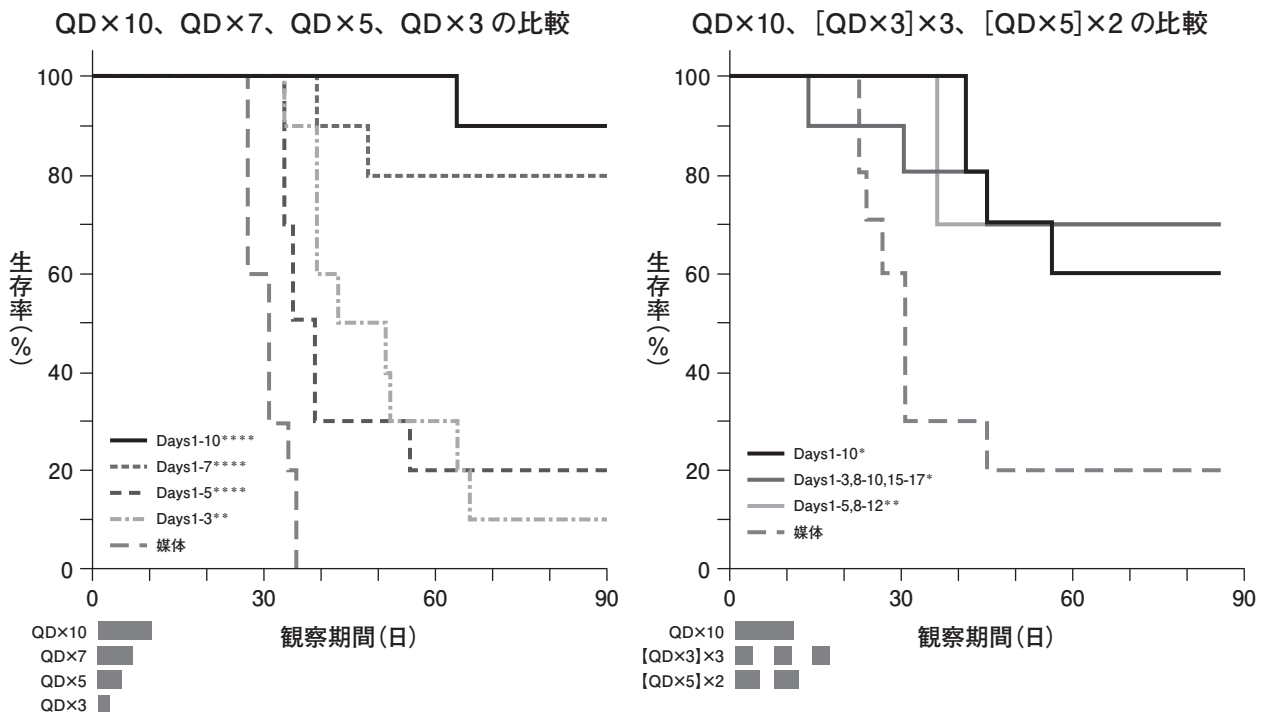 QD×10、QD×7、QD×5、QD×3 の比較
100
80
60
40
20
0
生存率(%)
Days1-10****
Days1-7****
Days1-5****
Days1-3**
媒体
0 30 60 90
観察期間(日)
QD×10
QD×7
QD×5
QD×3
QD×10、[QD×3]×3、[QD×5]×2 の比較
100
80
60
40
20
0
生存率(%)
Days1-10*
Days1-3,8-10,15-17*
Days1-5,8-12**
媒体
0 30 60 90
観察期間(日)
QD×10
【QD×3】×3
【QD×5】×2